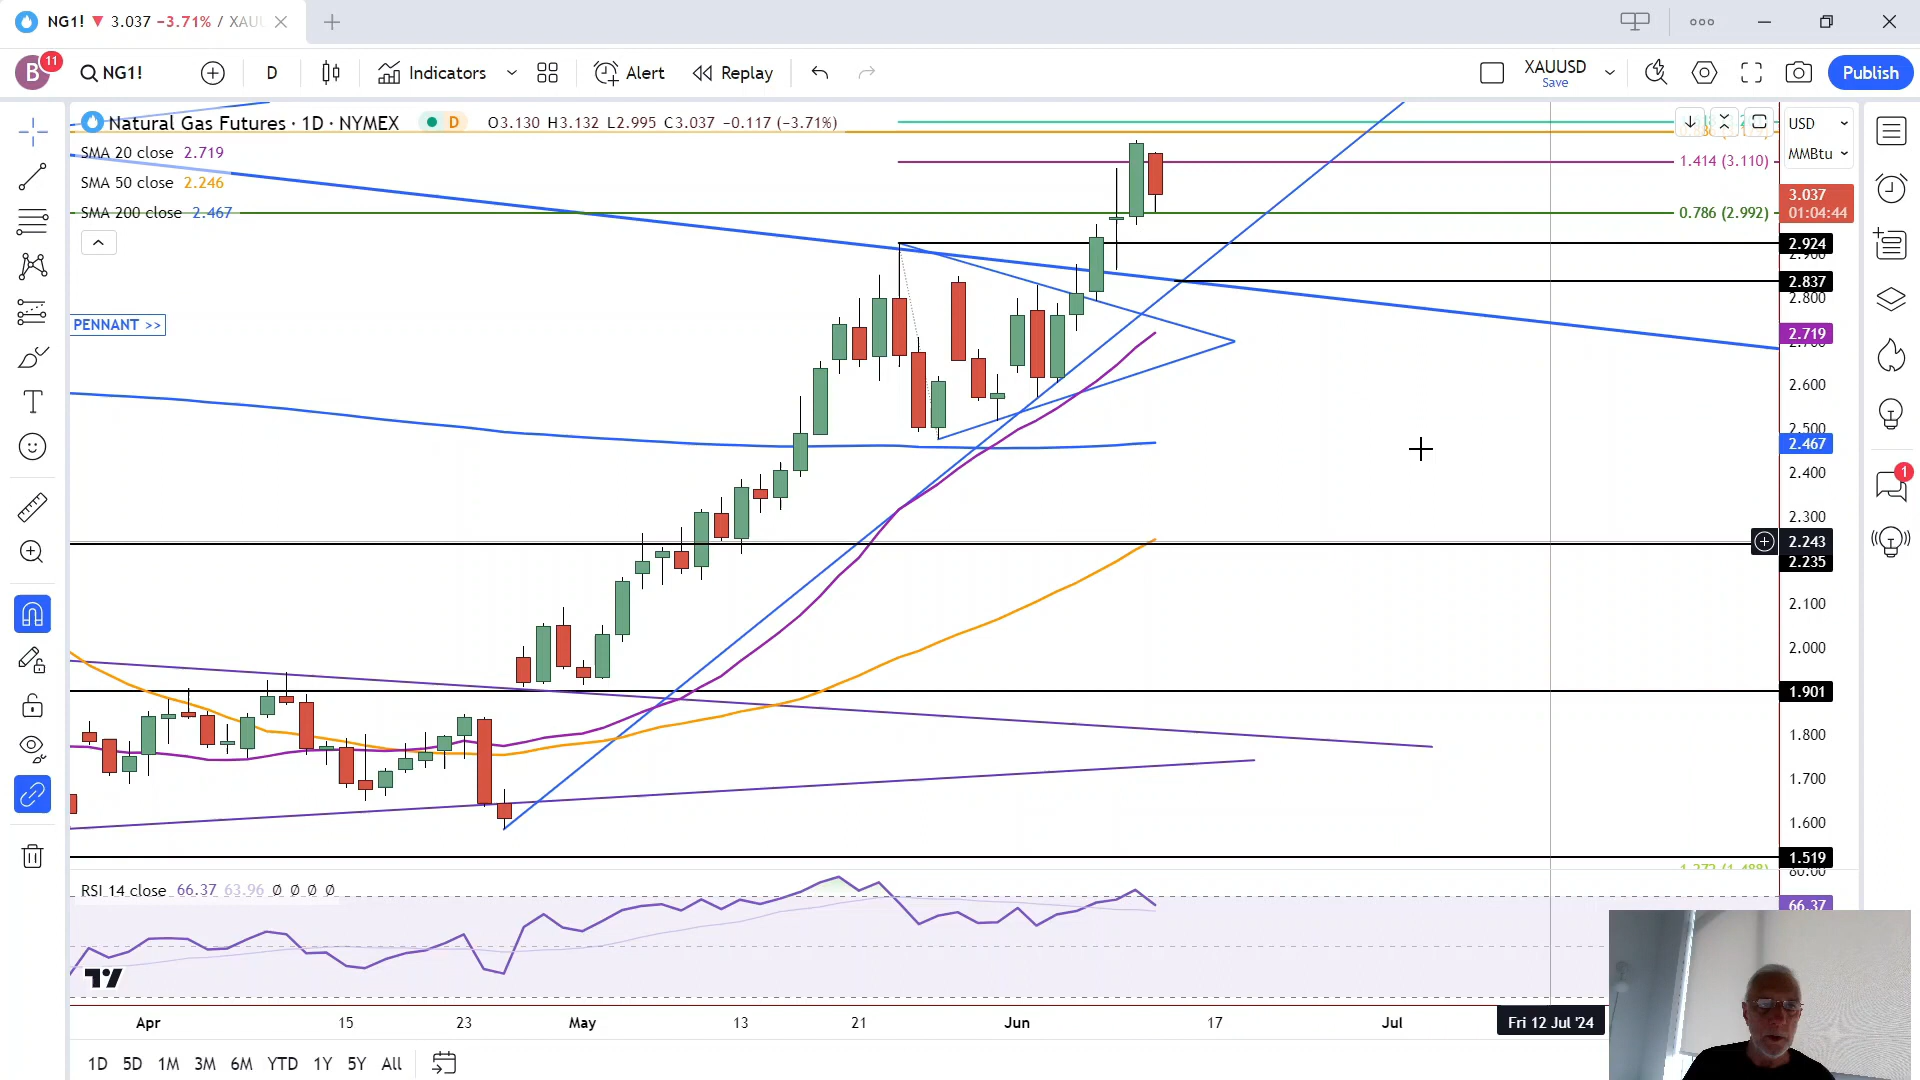 NG1! ▼ 3.037 −3.71% / XAU
B 11
NG1!
D
Indicators
Alert
Replay
XAUUSD
Save
Publish
Natural Gas Futures · 1D · NYMEX
D
O3.130 H3.132 L2.995 C3.037 −0.117 (−3.71%)
SMA 20 close 2.719
SMA 50 close 2.246
SMA 200 close 2.467
PENNANT >>
1.414 (3.110)
0.786 (2.992)
1.272 (1.488)
USD
MMBtu
3.037
01:04:44
2.924
2.900
2.837
2.800
2.719
2.700
2.600
2.500
2.467
2.400
2.300
2.243
2.235
2.100
2.000
1.901
1.800
1.700
1.600
1.519
80.00
66.37
1
RSI 14 close 66.37 63.96 Ø Ø Ø Ø
Apr 15 23 May 13 21 Jun 17 Jul Fri 12 Jul '24
1D 5D 1M 3M 6M YTD 1Y 5Y All